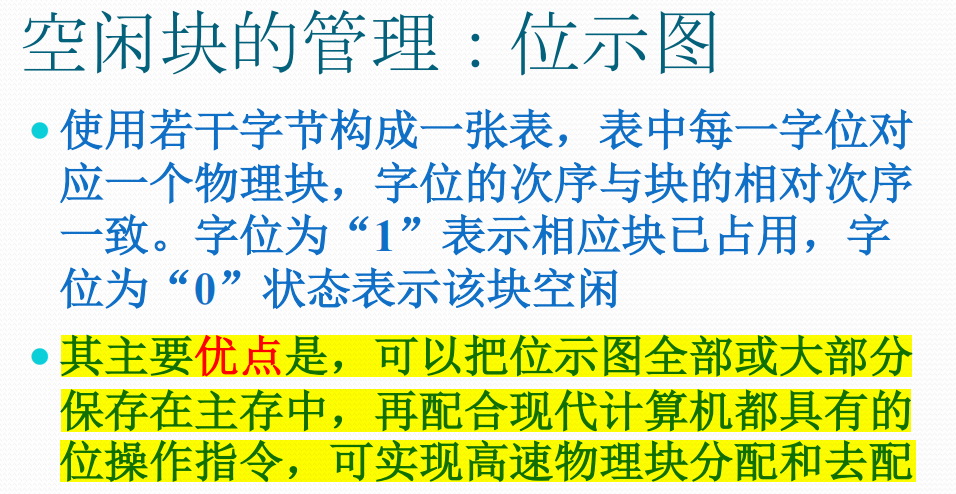 空闲块的管理：位示图
使用若干字节构成一张表，表中每一字位对
应一个物理块，字位的次序与块的相对次序
一致。字位为“1”表示相应块已占用，字
位为“0”状态表示该块空闲
其主要优点是，可以把位示图全部或大部分
保存在主存中，再配合现代计算机都具有的
位操作指令，可实现高速物理块分配和去配